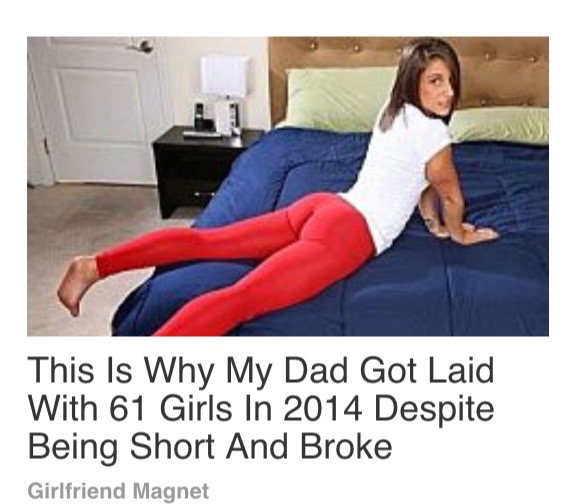 This Is Why My Dad Got Laid
With 61 Girls In 2014 Despite
Being Short And Broke
Girlfriend Magnet